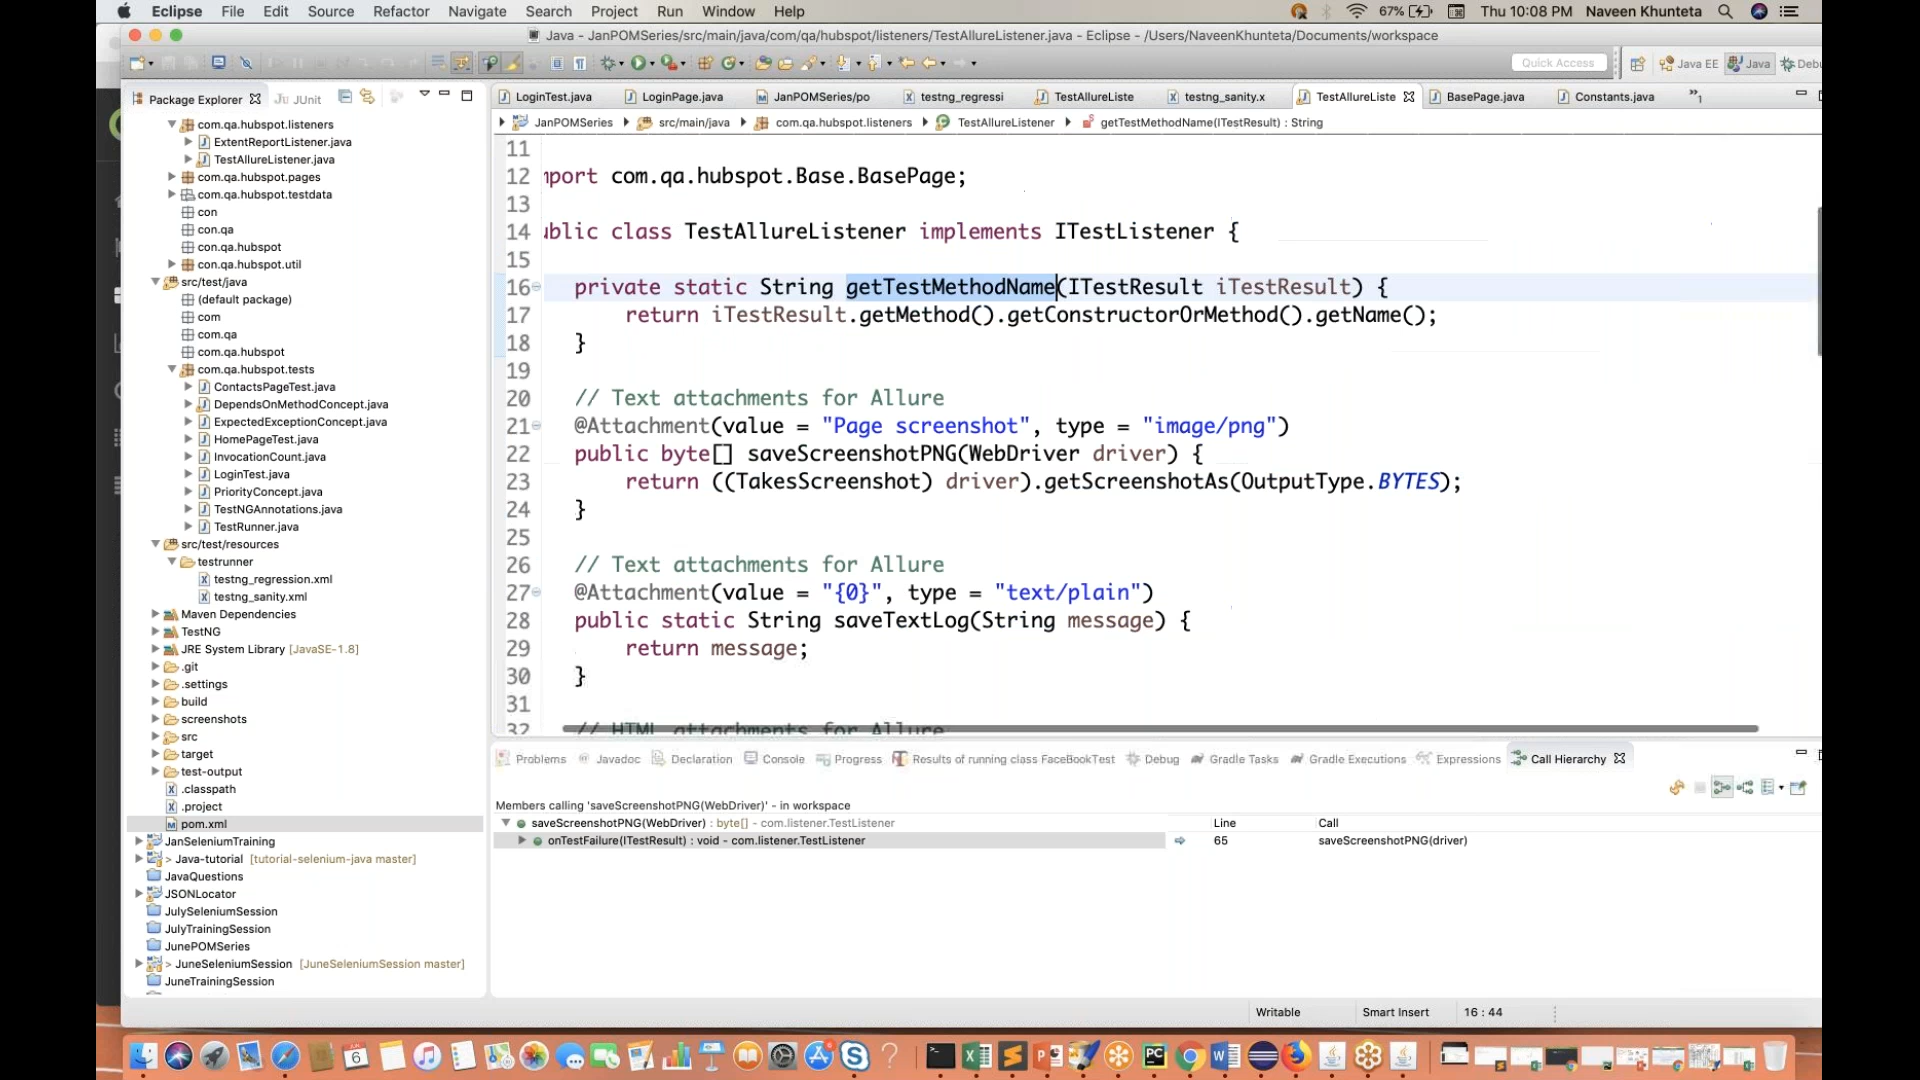 Eclipse File Edit Source Refactor Navigate Search Project Run Window Help 67% Thu 10:08 PM Naveen Khunteta
Java - JanPOMSeries/src/main/java/com/qa/hubspot/listeners/TestAllureListener.java - Eclipse - /Users/NaveenKhunteta/Documents/workspace
Quick Access Java EE Java Debu
Package Explorer JUnit
LoginTest.java LoginPage.java JanPOMSeries/po testng_regressi TestAllureListe testng_sanity.x TestAllureListe BasePage.java Constants.java »1
JanPOMSeries src/main/java com.qa.hubspot.listeners TestAllureListener getTestMethodName(ITestResult) : String
com.qa.hubspot.listeners
ExtentReportListener.java
TestAllureListener.java
com.qa.hubspot.pages
com.qa.hubspot.testdata
con
con.qa
con.qa.hubspot
con.qa.hubspot.util
src/test/java
(default package)
com
com.qa
com.qa.hubspot
com.qa.hubspot.tests
ContactsPageTest.java
DependsOnMethodConcept.java
ExpectedExceptionConcept.java
HomePageTest.java
InvocationCount.java
LoginTest.java
PriorityConcept.java
TestNGAnnotations.java
TestRunner.java
src/test/resources
testrunner
testng_regression.xml
testng_sanity.xml
Maven Dependencies
TestNG
JRE System Library [JavaSE-1.8]
.git
.settings
build
screenshots
src
target
test-output
.classpath
.project
pom.xml
JanSeleniumTraining
> Java-tutorial [tutorial-selenium-java master]
JavaQuestions
JSONLocator
JulySeleniumSession
JulyTrainingSession
JunePOMSeries
> JuneSeleniumSession [JuneSeleniumSession master]
JuneTrainingSession
11
12 mport com.qa.hubspot.Base.BasePage;
13
14 ublic class TestAllureListener implements ITestListener {
15
16 private static String getTestMethodName(ITestResult iTestResult) {
17 return iTestResult.getMethod().getConstructorOrMethod().getName();
18 }
19
20 // Text attachments for Allure
21 @Attachment(value = "Page screenshot", type = "image/png")
22 public byte[] saveScreenshotPNG(WebDriver driver) {
23 return ((TakesScreenshot) driver).getScreenshotAs(OutputType.BYTES);
24 }
25
26 // Text attachments for Allure
27 @Attachment(value = "{0}", type = "text/plain")
28 public static String saveTextLog(String message) {
29 return message;
30 }
31
32 // HTML attachments for Allure
Problems Javadoc Declaration Console Progress Results of running class FaceBookTest Debug Gradle Tasks Gradle Executions Expressions Call Hierarchy
Members calling 'saveScreenshotPNG(WebDriver)' - in workspace
saveScreenshotPNG(WebDriver) : byte[] - com.listener.TestListener
onTestFailure(ITestResult) : void - com.listener.TestListener
Line Call
65 saveScreenshotPNG(driver)
Writable Smart Insert 16 : 44